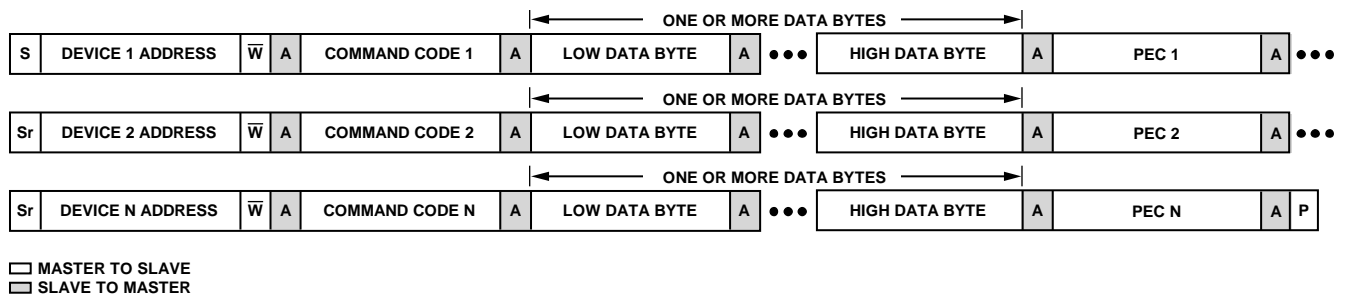 ONE OR MORE DATA BYTES
S DEVICE 1 ADDRESS W̅ A COMMAND CODE 1 A LOW DATA BYTE A ••• HIGH DATA BYTE A PEC 1 A •••
ONE OR MORE DATA BYTES
Sr DEVICE 2 ADDRESS W̅ A COMMAND CODE 2 A LOW DATA BYTE A ••• HIGH DATA BYTE A PEC 2 A •••
ONE OR MORE DATA BYTES
Sr DEVICE N ADDRESS W̅ A COMMAND CODE N A LOW DATA BYTE A ••• HIGH DATA BYTE A PEC N A P
MASTER TO SLAVE
SLAVE TO MASTER